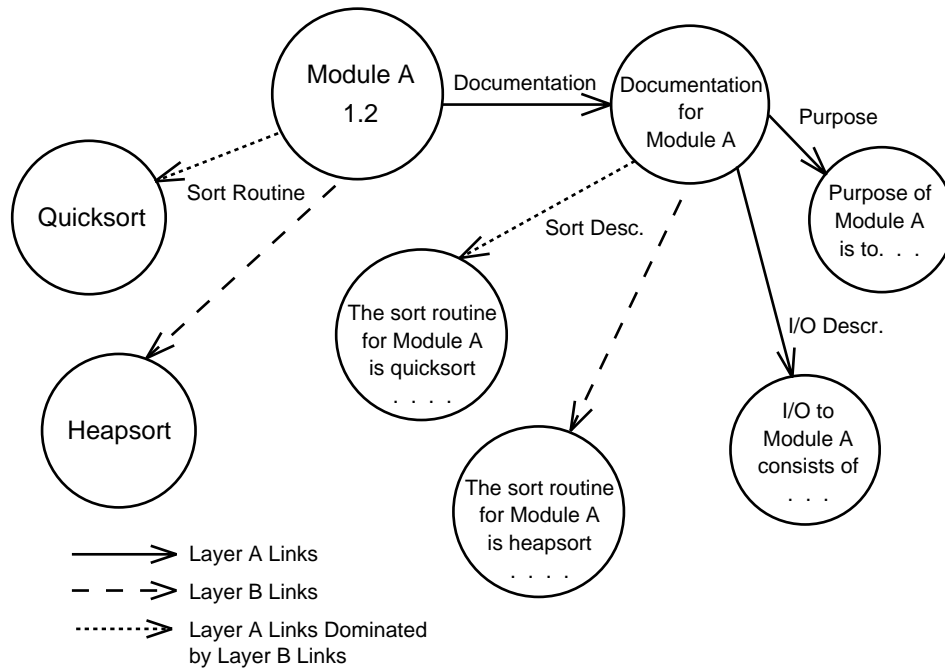 Module A
1.2
Documentation
Documentation
for
Module A
Purpose
Sort Routine
Quicksort
Purpose of
Module A
is to. . .
Sort Desc.
The sort routine
for Module A
is quicksort
. . . .
I/O Descr.
Heapsort
I/O to
Module A
consists of
. . .
The sort routine
for Module A
is heapsort
. . . .
Layer A Links
Layer B Links
Layer A Links Dominated
by Layer B Links